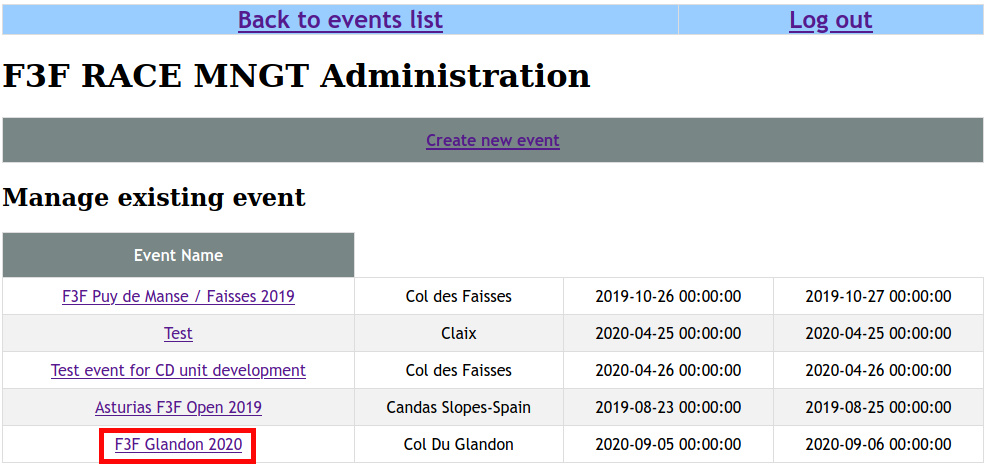 Back to events list Log out
F3F RACE MNGT Administration
Create new event
Manage existing event
Event Name
F3F Puy de Manse / Faisses 2019 Col des Faisses 2019-10-26 00:00:00 2019-10-27 00:00:00
Test Claix 2020-04-25 00:00:00 2020-04-25 00:00:00
Test event for CD unit development Col des Faisses 2020-04-26 00:00:00 2020-04-26 00:00:00
Asturias F3F Open 2019 Candas Slopes-Spain 2019-08-23 00:00:00 2019-08-25 00:00:00
F3F Glandon 2020 Col Du Glandon 2020-09-05 00:00:00 2020-09-06 00:00:00